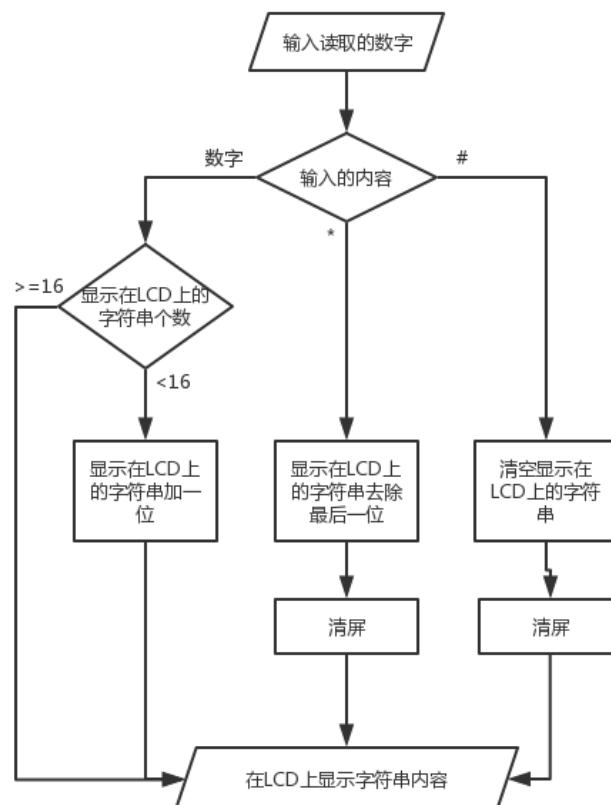 输入读取的数字
数字
输入的内容
#
*
>=16
显示在LCD上的
字符串个数
<16
显示在LCD上
的字符串加一
位
显示在LCD上
的字符串去除
最后一位
清空显示在
LCD上的字符
串
清屏
清屏
在LCD上显示字符串内容